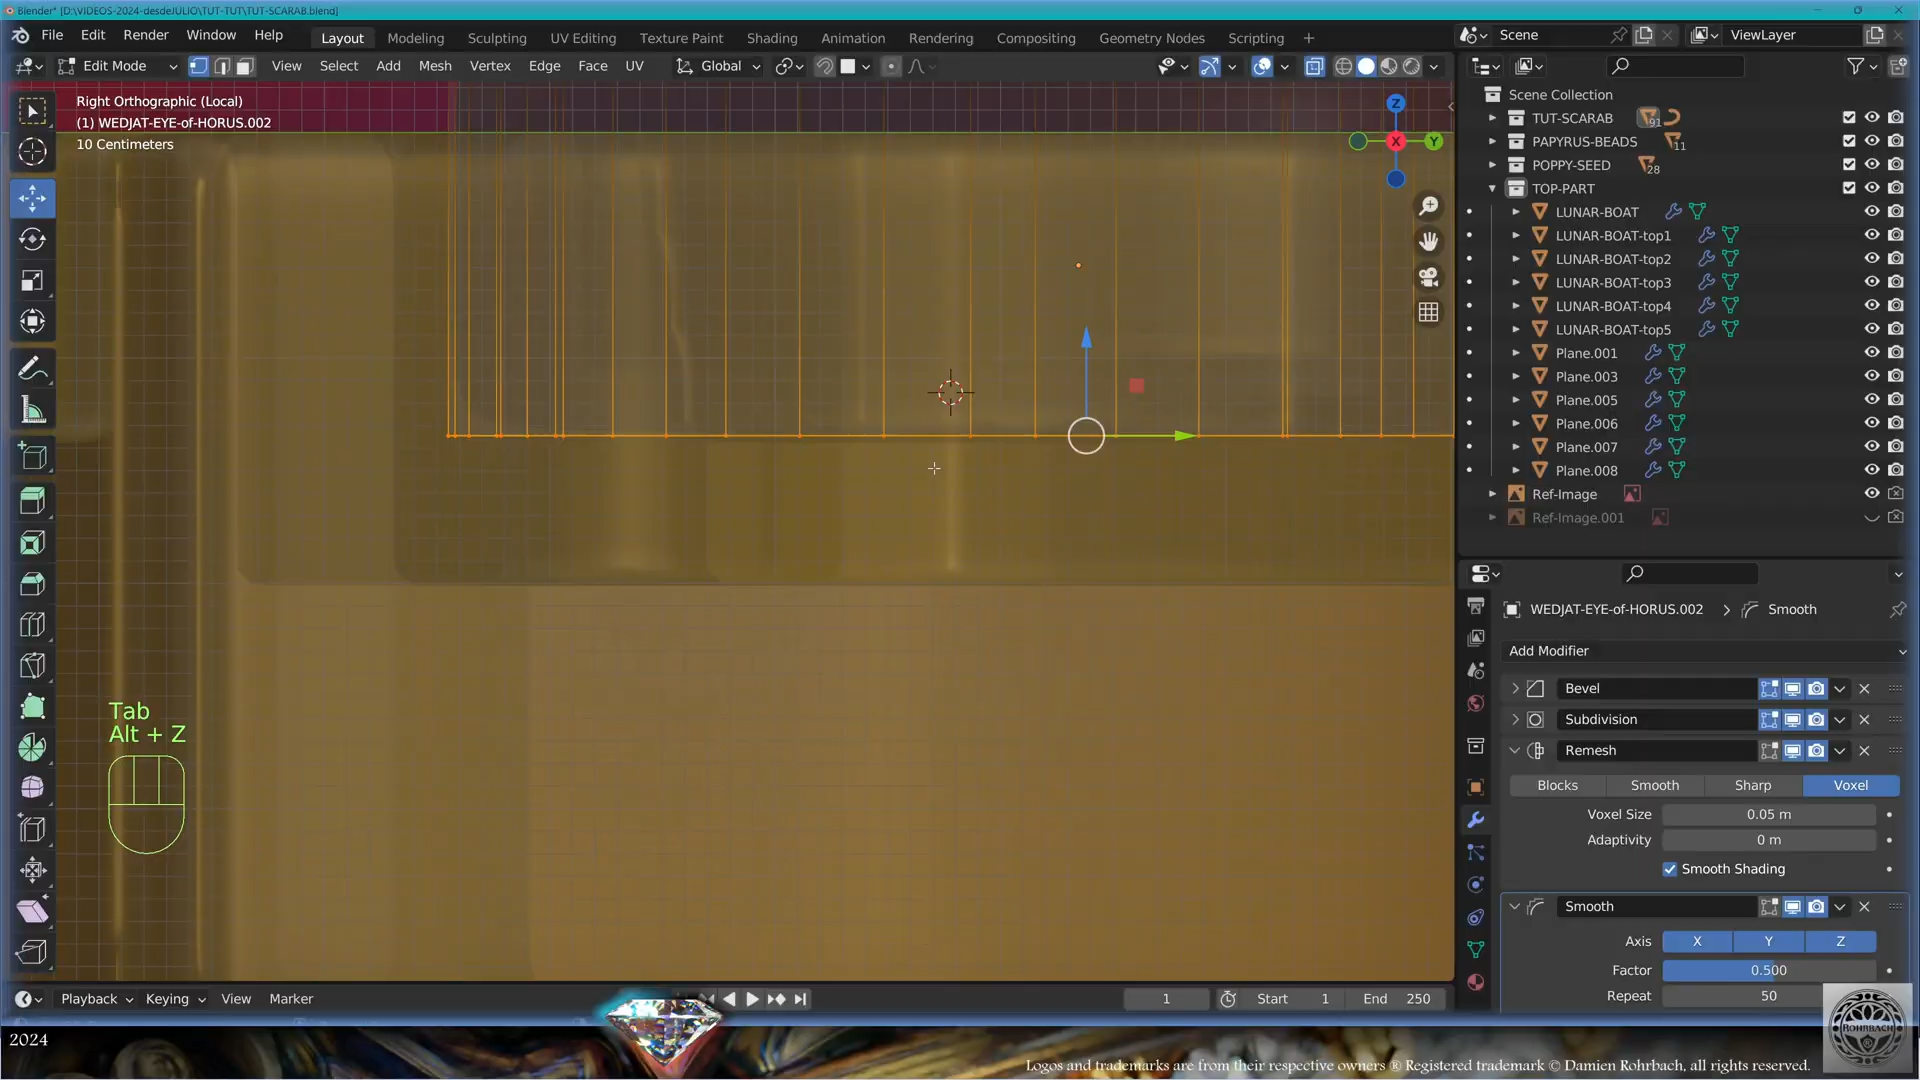 Blender* [D:\VIDEOS-2024-desdeJULIO\TUT-TUT\TUT-SCARAB.blend]
File Edit Render Window Help
Layout Modeling Sculpting UV Editing Texture Paint Shading Animation Rendering Compositing Geometry Nodes Scripting +
Scene
ViewLayer
Edit Mode View Select Add Mesh Vertex Edge Face UV Global
Right Orthographic (Local)
(1) WEDJAT-EYE-of-HORUS.002
10 Centimeters
Z
X
Y
Scene Collection
TUT-SCARAB 91
PAPYRUS-BEADS 11
POPPY-SEED 28
TOP-PART
LUNAR-BOAT
LUNAR-BOAT-top1
LUNAR-BOAT-top2
LUNAR-BOAT-top3
LUNAR-BOAT-top4
LUNAR-BOAT-top5
Plane.001
Plane.003
Plane.005
Plane.006
Plane.007
Plane.008
Ref-Image
Ref-Image.001
WEDJAT-EYE-of-HORUS.002 > Smooth
Add Modifier
Bevel
Subdivision
Remesh
Blocks Smooth Sharp Voxel
Voxel Size 0.05 m
Adaptivity 0 m
Smooth Shading
Smooth
Axis X Y Z
Factor 0.500
Repeat 50
Tab
Alt + Z
Playback Keying View Marker
1 Start 1 End 250
2024
ROHRBACH
Logos and trademarks are from their respective owners ® Registered trademark © Damien Rohrbach, all rights reserved.